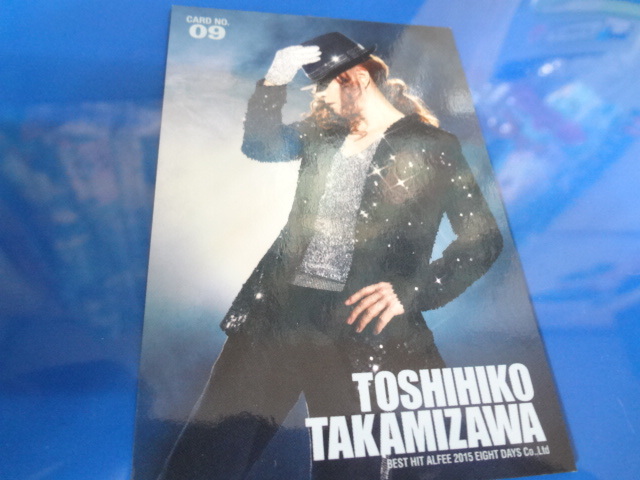 CARD NO.
09
TOSHIHIKO
TAKAMIZAWA
BEST HIT ALFEE 2015 EIGHT DAYS Co.,Ltd